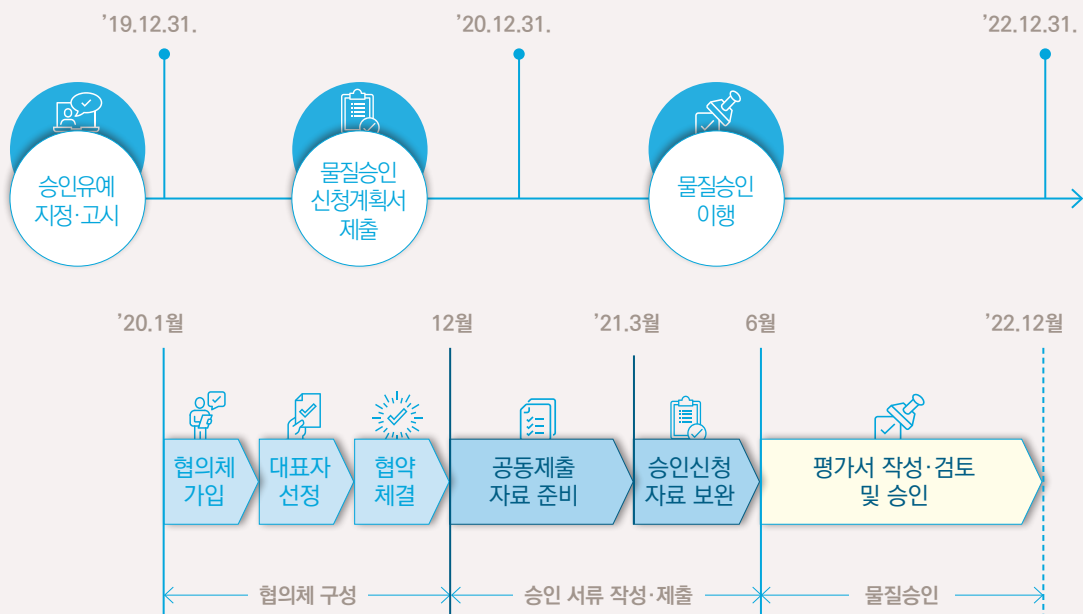 ’19.12.31.
’20.12.31.
’22.12.31.
승인유예
지정·고시
물질승인
신청계획서
제출
물질승인
이행
’20.1월
12월
’21.3월
6월
’22.12월
협의체
가입
대표자
선정
협약
체결
공동제출
자료 준비
승인신청
자료 보완
평가서 작성·검토
및 승인
협의체 구성
승인 서류 작성·제출
물질승인